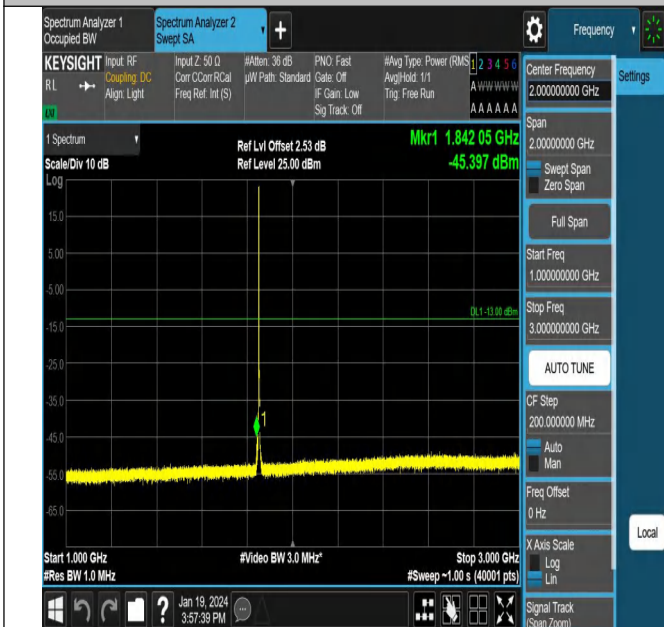 Spectrum Analyzer 1
Occupied BW
Spectrum Analyzer 2
Swept SA
Frequency
KEYSIGHT
RL
LXI
Input: RF
Coupling: DC
Align: Light
Input Z: 50 Ω
Corr CCorr RCal
Freq Ref: Int (S)
#Atten: 36 dB
µW Path: Standard
PNO: Fast
Gate: Off
IF Gain: Low
Sig Track: Off
#Avg Type: Power (RMS
Avg|Hold: 1/1
Trig: Free Run
1 2 3 4 5 6
A W W W W W
A A A A A A
1 Spectrum
Scale/Div 10 dB
Log
Ref Lvl Offset 2.53 dB
Ref Level 25.00 dBm
Mkr1 1.842 05 GHz
-45.397 dBm
15.0
5.00
-5.00
-15.0
-25.0
-35.0
-45.0
-55.0
-65.0
DL1 -13.00 dBm
1
Start 1.000 GHz
#Res BW 1.0 MHz
#Video BW 3.0 MHz*
Stop 3.000 GHz
#Sweep ~1.00 s (40001 pts)
Jan 19, 2024
3:57:39 PM
Center Frequency
2.00000000 GHz
Settings
Span
2.00000000 GHz
Swept Span
Zero Span
Full Span
Start Freq
1.000000000 GHz
Stop Freq
3.000000000 GHz
AUTO TUNE
CF Step
200.000000 MHz
Auto
Man
Freq Offset
0 Hz
X Axis Scale
Log
Lin
Local
Signal Track
(Span Zoom)